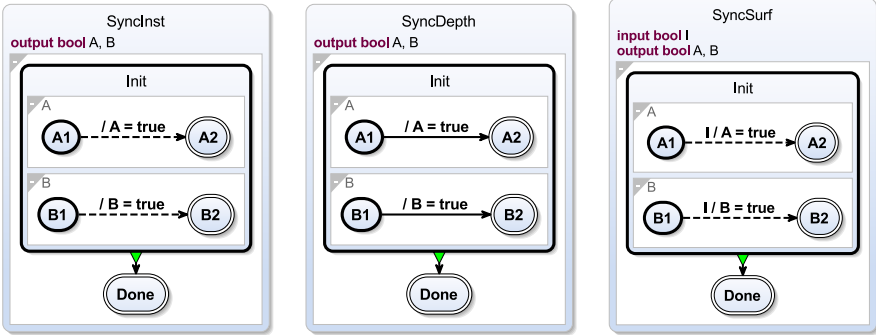 SyncInst
output bool A, B
-
Init
- A
A1
/ A = true
A2
- B
B1
/ B = true
B2
Done
SyncDepth
output bool A, B
-
Init
- A
A1
/ A = true
A2
- B
B1
/ B = true
B2
Done
SyncSurf
input bool I
output bool A, B
-
Init
- A
A1
I / A = true
A2
- B
B1
I / B = true
B2
Done